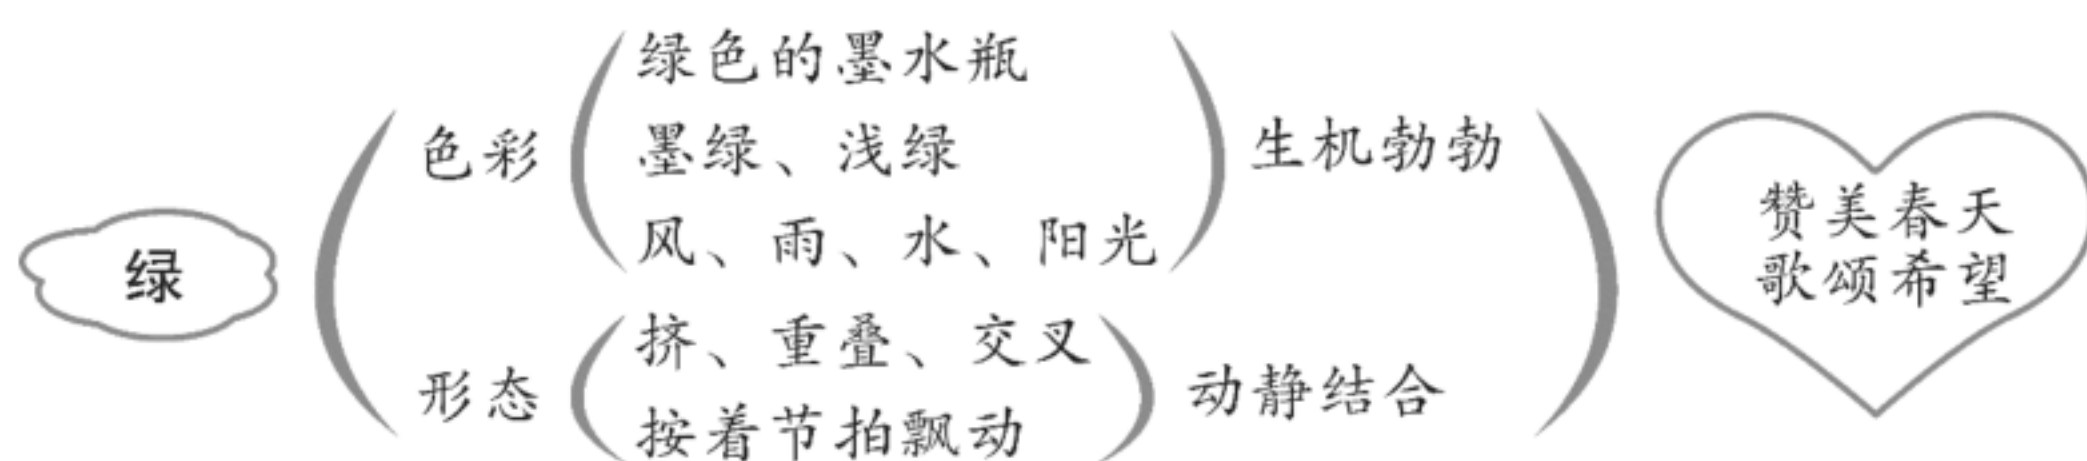 绿
色彩
绿色的墨水瓶
墨绿、浅绿
风、雨、水、阳光
生机勃勃
形态
挤、重叠、交叉
按着节拍飘动
动静结合
赞美春天
歌颂希望